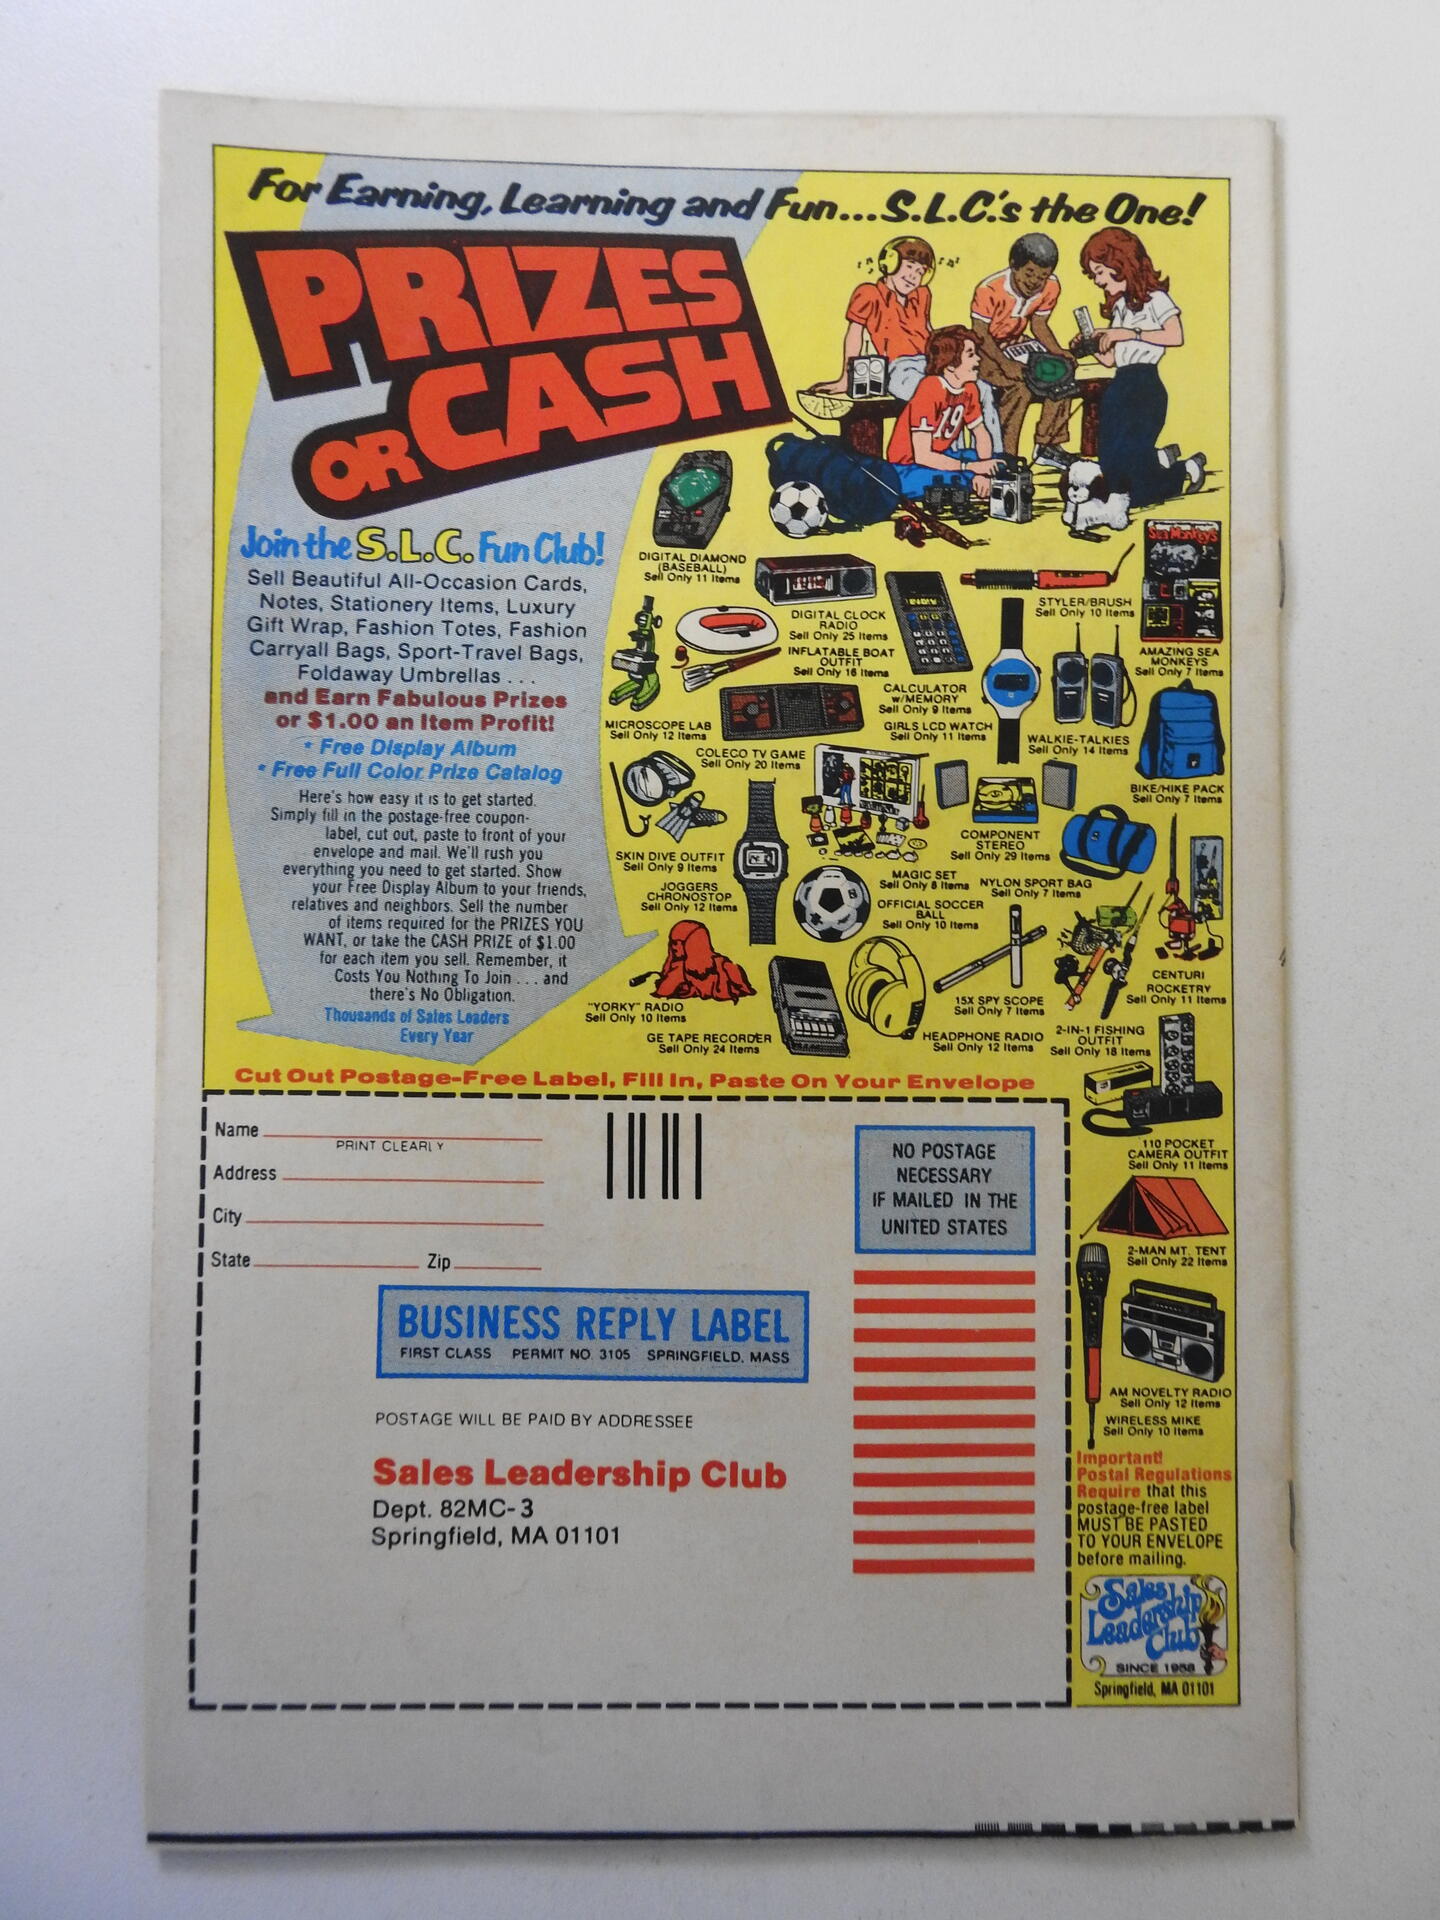 For Earning, Learning and Fun...S.L.C.'s the One!
PRIZES
OR CASH
Join the S.L.C. Fun Club!
Sell Beautiful All-Occasion Cards,
Notes, Stationery Items, Luxury
Gift Wrap, Fashion Totes, Fashion
Carryall Bags, Sport-Travel Bags,
Foldaway Umbrellas . . .
and Earn Fabulous Prizes
or $1.00 an Item Profit!
* Free Display Album
* Free Full Color Prize Catalog
Here's how easy it is to get started.
Simply fill in the postage-free coupon-
label, cut out, paste to front of your
envelope and mail. We'll rush you
everything you need to get started. Show
your Free Display Album to your friends,
relatives and neighbors. Sell the number
of items required for the PRIZES YOU
WANT, or take the CASH PRIZE of $1.00
for each item you sell. Remember, it
Costs You Nothing To Join . . . and
there's No Obligation.
Thousands of Sales Leaders
Every Year
19
DIGITAL DIAMOND
(BASEBALL)
Sell Only 11 Items
DIGITAL CLOCK
RADIO
Sell Only 25 Items
STYLER/BRUSH
Sell Only 10 Items
Sea Monkeys
AMAZING SEA
MONKEYS
Sell Only 7 Items
INFLATABLE BOAT
OUTFIT
Sell Only 16 Items
CALCULATOR
w/MEMORY
Sell Only 9 Items
MICROSCOPE LAB
Sell Only 12 Items
GIRLS LCD WATCH
Sell Only 11 Items
WALKIE-TALKIES
Sell Only 14 Items
COLECO TV GAME
Sell Only 20 Items
BIKE/HIKE PACK
Sell Only 7 Items
SKIN DIVE OUTFIT
Sell Only 9 Items
COMPONENT
STEREO
Sell Only 29 Items
MAGIC SET
Sell Only 8 Items
NYLON SPORT BAG
Sell Only 7 Items
JOGGERS
CHRONOSTOP
Sell Only 12 Items
OFFICIAL SOCCER
BALL
Sell Only 10 Items
CENTURI
ROCKETRY
Sell Only 11 Items
"YORKY" RADIO
Sell Only 10 Items
15X SPY SCOPE
Sell Only 7 Items
GE TAPE RECORDER
Sell Only 24 Items
HEADPHONE RADIO
Sell Only 12 Items
2-IN-1 FISHING
OUTFIT
Sell Only 18 Items
110 POCKET
CAMERA OUTFIT
Sell Only 11 Items
2-MAN MT. TENT
Sell Only 22 Items
AM NOVELTY RADIO
Sell Only 12 Items
WIRELESS MIKE
Sell Only 10 Items
Important!
Postal Regulations
Require that this
postage-free label
MUST BE PASTED
TO YOUR ENVELOPE
before mailing.
Sales
Leadership
Club
SINCE 1958
Springfield, MA 01101
Cut Out Postage-Free Label, Fill In, Paste On Your Envelope
Name
PRINT CLEARLY
Address
City
State Zip
NO POSTAGE
NECESSARY
IF MAILED IN THE
UNITED STATES
BUSINESS REPLY LABEL
FIRST CLASS PERMIT NO. 3105 SPRINGFIELD, MASS
POSTAGE WILL BE PAID BY ADDRESSEE
Sales Leadership Club
Dept. 82MC-3
Springfield, MA 01101